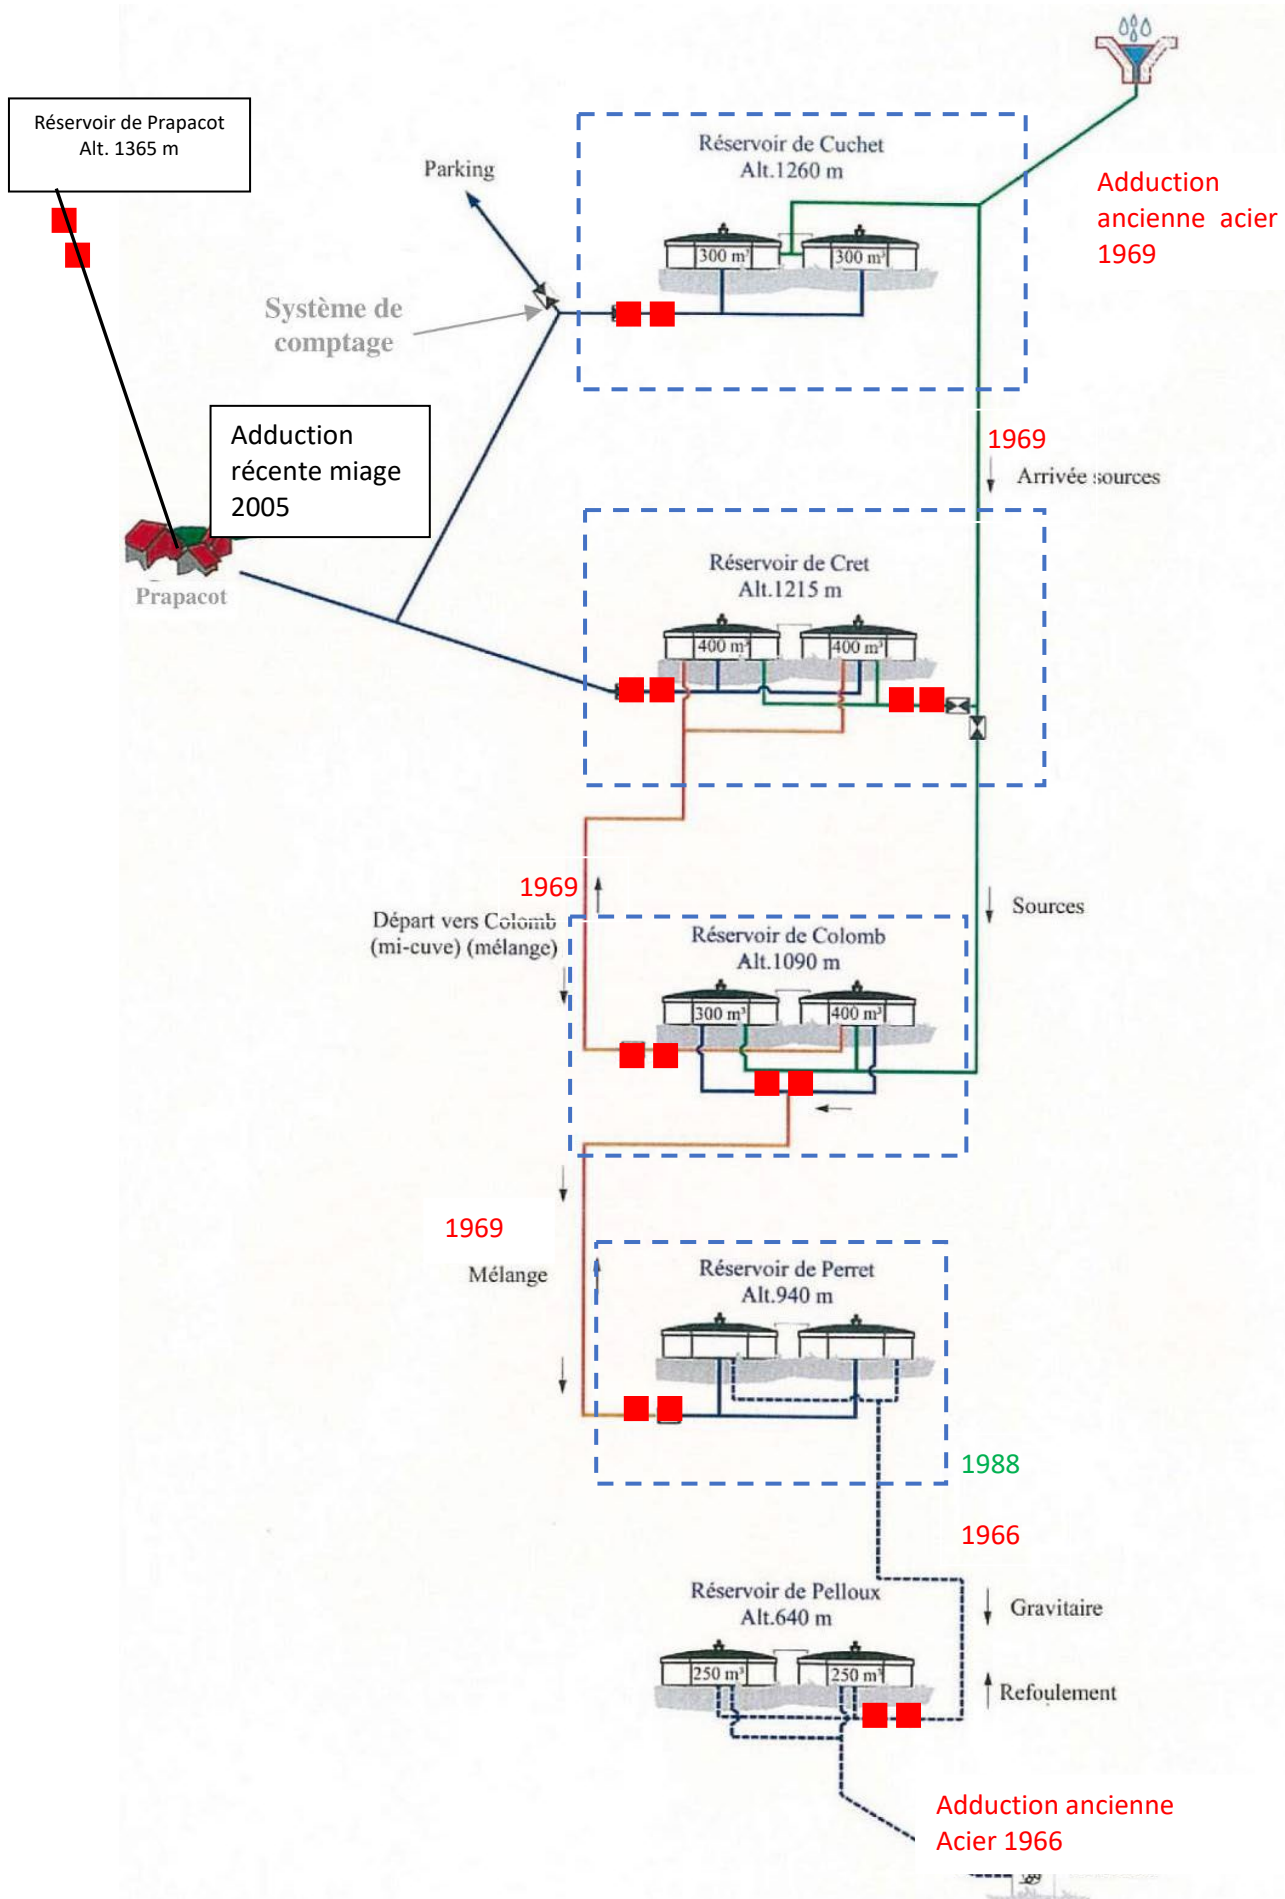 Réservoir de Prapacot
Alt. 1365 m
Parking
Réservoir de Cuchet
Alt.1260 m
300 m³
300 m³
Adduction
ancienne acier
1969
Système de
comptage
Adduction
récente miage
2005
1969
Arrivée sources
Prapacot
Réservoir de Cret
Alt.1215 m
400 m³
400 m³
1969
Départ vers Colomb
(mi-cuve) (mélange)
Sources
Réservoir de Colomb
Alt.1090 m
300 m³
400 m³
1969
Mélange
Réservoir de Perret
Alt.940 m
1988
1966
Réservoir de Pelloux
Alt.640 m
250 m³
250 m³
Gravitaire
Refoulement
Adduction ancienne
Acier 1966